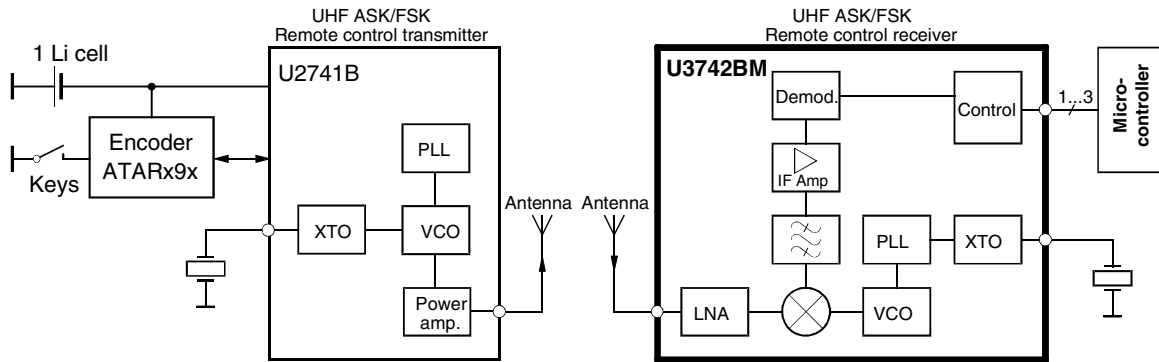 UHF ASK/FSK
Remote control transmitter
1 Li cell
U2741B
Encoder
ATARx9x
Keys
PLL
XTO
VCO
Power
amp.
Antenna
UHF ASK/FSK
Remote control receiver
U3742BM
Demod.
Control
1...3
Micro-
controller
IF Amp
Antenna
PLL
XTO
LNA
VCO